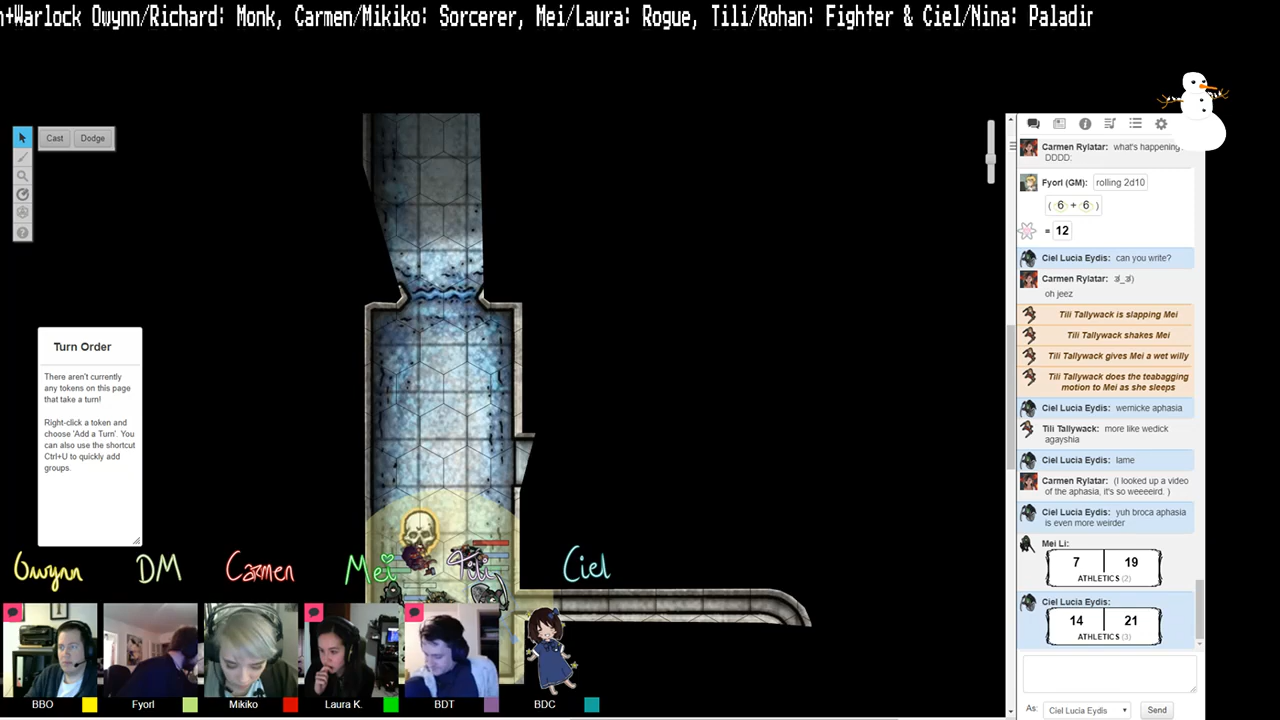 n+Warlock Owynn/Richard: Monk, Carmen/Mikiko: Sorcerer, Mei/Laura: Rogue, Tili/Rohan: Fighter & Ciel/Nina: Paladin
Cast Dodge
Turn Order
There aren't currently
any tokens on this page
that take a turn!
Right-click a token and
choose 'Add a Turn'. You
can also use the shortcut
Ctrl+U to quickly add
groups.
Carmen Rylatar: what's happening?
DDDD:
Fyorl (GM): rolling 2d10
( 6 + 6 )
= 12
Ciel Lucia Eydis: can you write?
Carmen Rylatar:
oh jeez
Tili Tallywack is slapping Mei
Tili Tallywack shakes Mei
Tili Tallywack gives Mei a wet willy
Tili Tallywack does the teabagging
motion to Mei as she sleeps
Ciel Lucia Eydis: wernicke aphasia
Tili Tallywack: more like wedick
agayshia
Ciel Lucia Eydis: lame
Carmen Rylatar: (I looked up a video
of the aphasia, it's so weeeeird. )
Ciel Lucia Eydis: yuh broca aphasia
is even more weirder
Mei Li:
7 19
ATHLETICS (2)
Ciel Lucia Eydis:
14 21
ATHLETICS (3)
As: Ciel Lucia Eydis Send
Owynn DM Carmen Mei Tili Ciel
BBO Fyorl Mikiko Laura K. BDT BDC